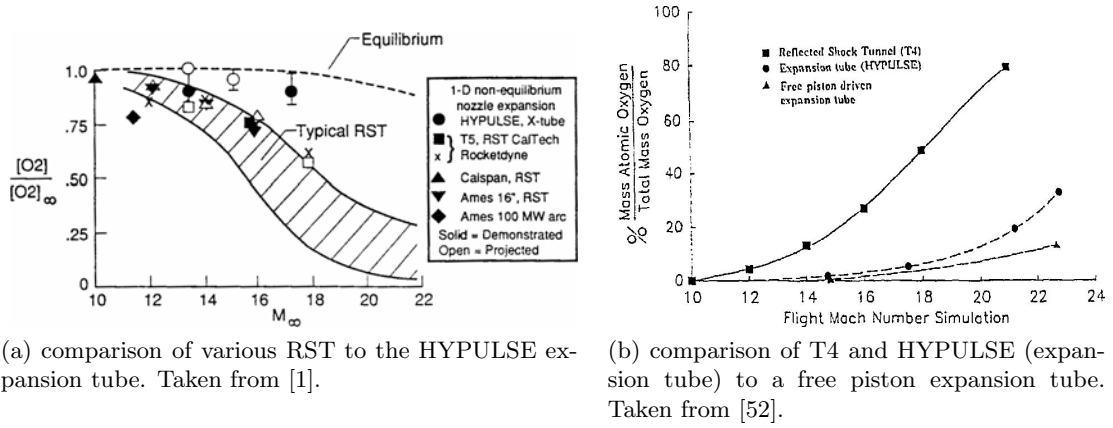 Equilibrium
1.0
.75
[O2]
[O2]∞
.50
.25
0
Typical RST
10 12 14 16 18 20 22
M∞
1-D non-equilibrium
nozzle expansion
HYPULSE, X-tube
T5, RST CalTech
Rocketdyne
Calspan, RST
Ames 16", RST
Ames 100 MW arc
Solid = Demonstrated
Open = Projected
(a) comparison of various RST to the HYPULSE ex-
pansion tube. Taken from [1].
100
80
60
40
20
0
% Mass Atomic Oxygen
Total Mass Oxygen
Reflected Shock Tunnel (T4)
Expansion tube (HYPULSE)
Free piston driven
expansion tube
10 12 14 16 18 20 22 24
Flight Mach Number Simulation
(b) comparison of T4 and HYPULSE (expan-
sion tube) to a free piston expansion tube.
Taken from [52].